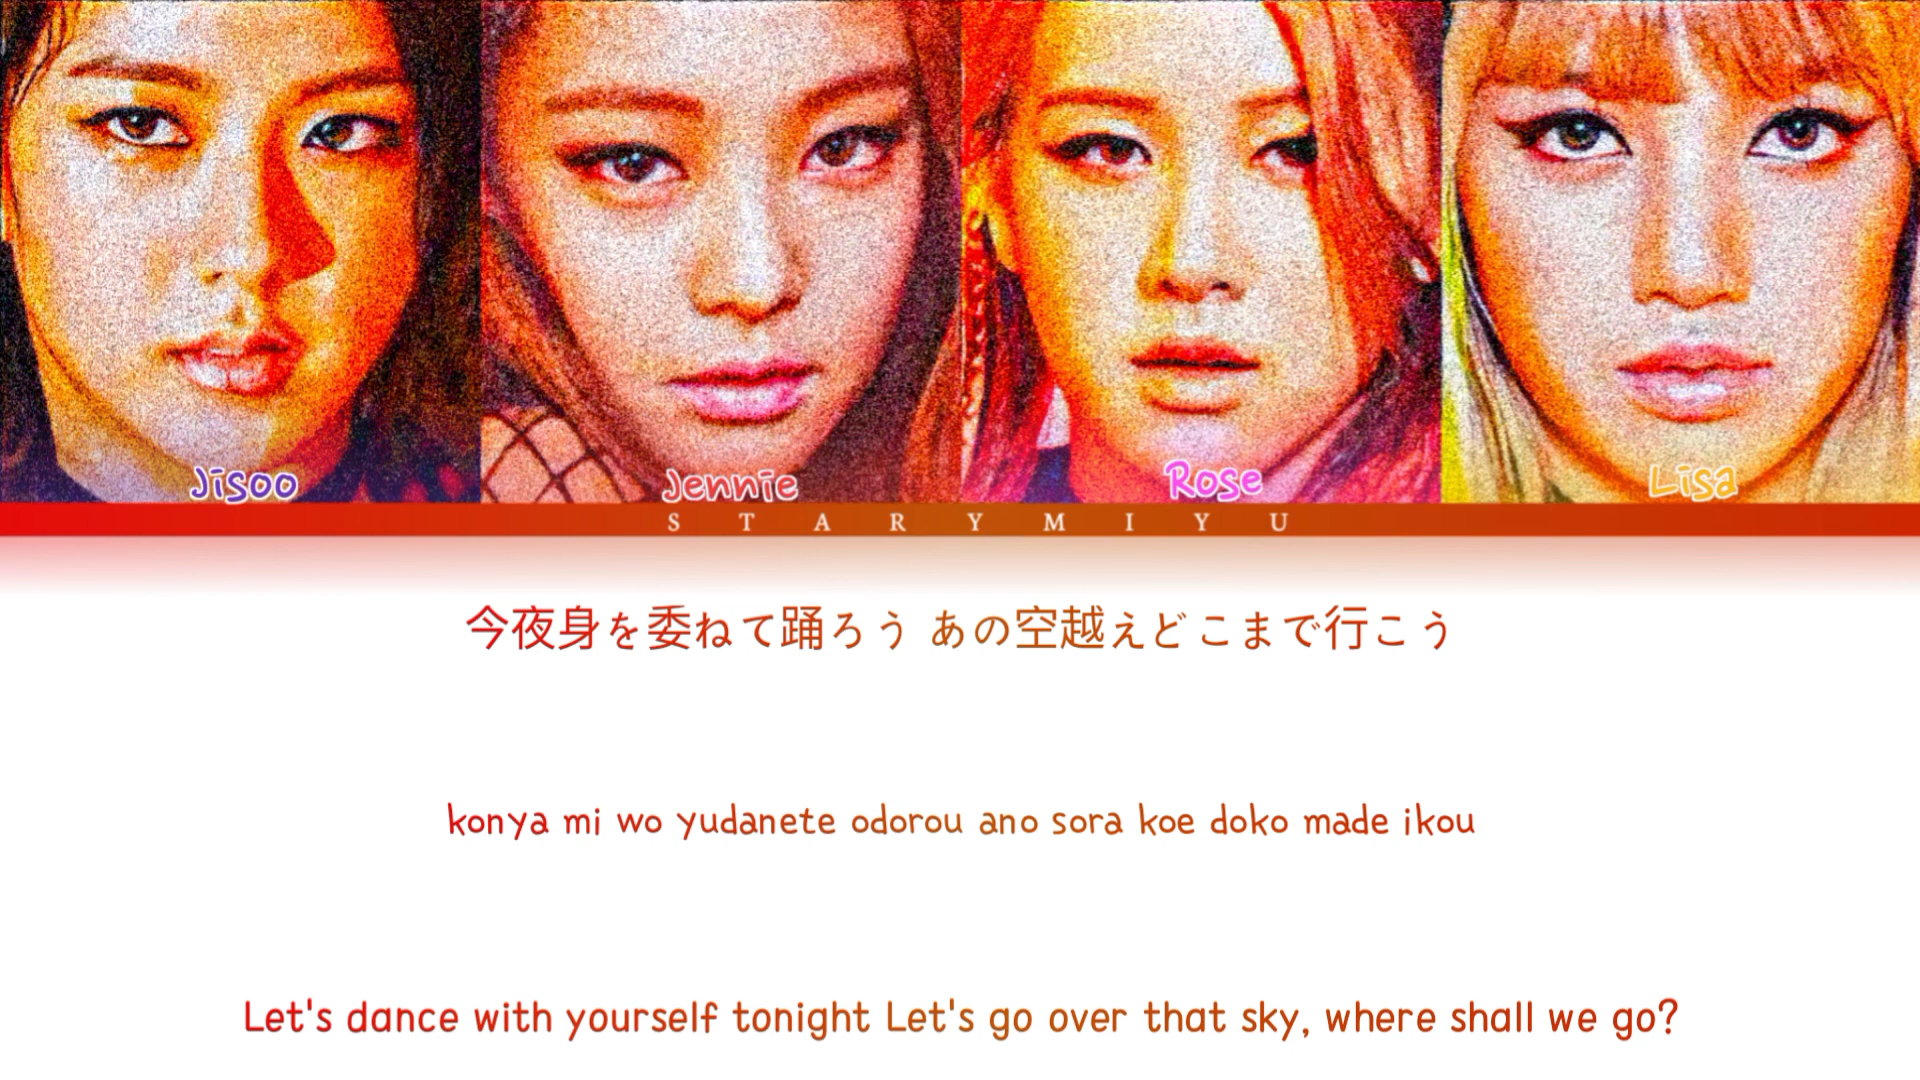 Jisoo Jennie Rose Lisa
STARYMIYU
今夜身を委ねて踊ろう あの空越えどこまで行こう
konya mi wo yudanete odorou ano sora koe doko made ikou
Let's dance with yourself tonight Let's go over that sky, where shall we go?